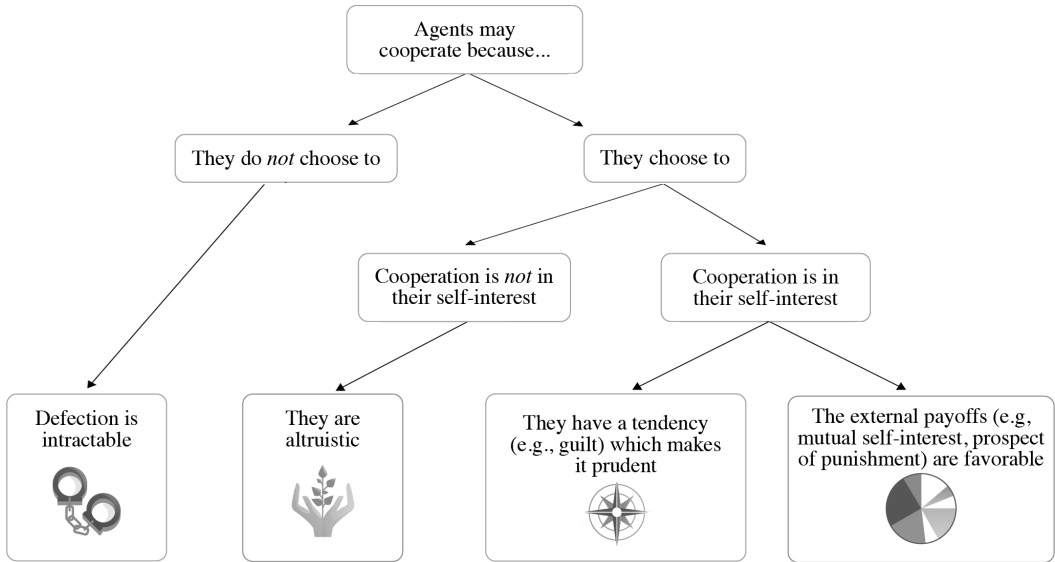 Agents may
cooperate because...
They do not choose to
They choose to
Cooperation is not in
their self-interest
Cooperation is in
their self-interest
Defection is
intractable
They are
altruistic
They have a tendency
(e.g., guilt) which makes
it prudent
The external payoffs (e.g,
mutual self-interest, prospect
of punishment) are favorable